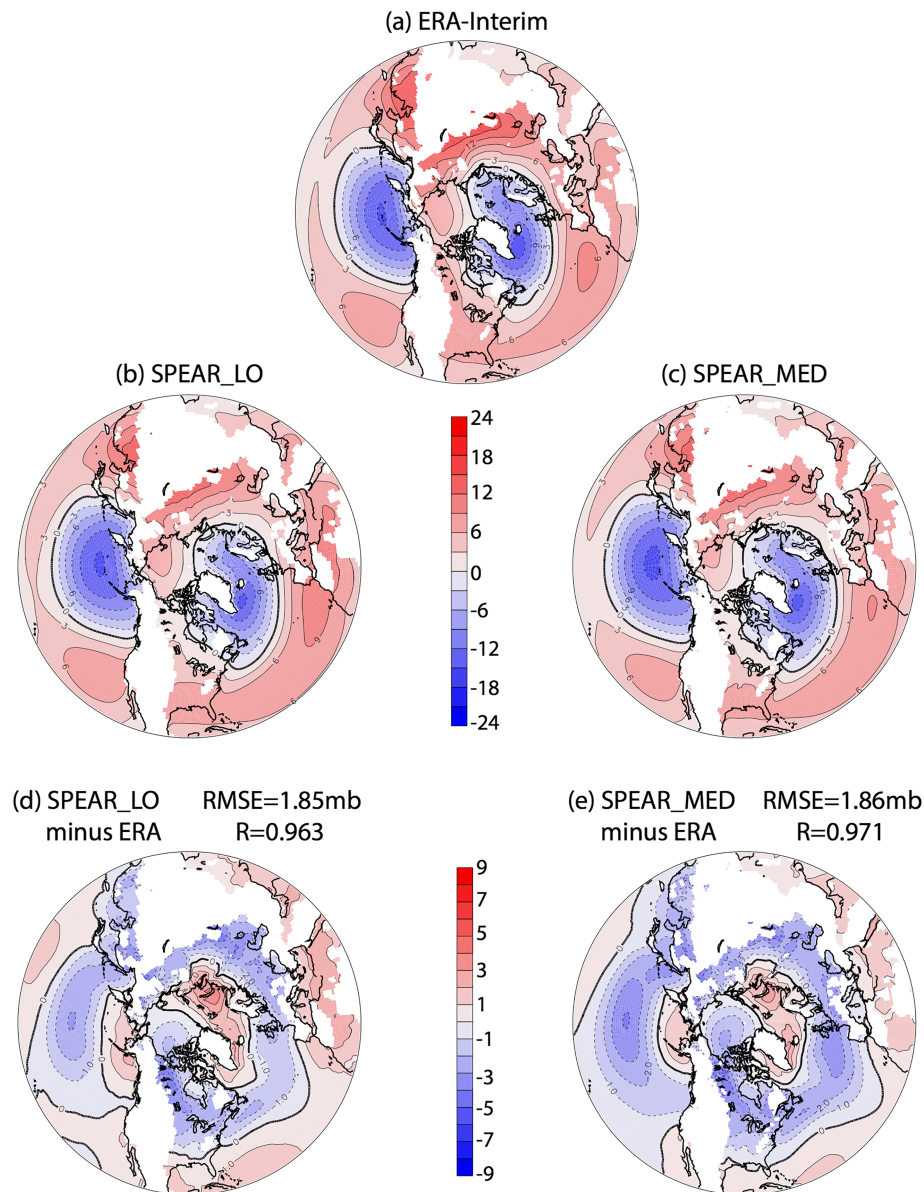 (a) ERA-Interim
(b) SPEAR_LO
(c) SPEAR_MED
24
18
12
6
0
-6
-12
-18
-24
(d) SPEAR_LO RMSE=1.85mb
minus ERA R=0.963
(e) SPEAR_MED RMSE=1.86mb
minus ERA R=0.971
9
7
5
3
1
-1
-3
-5
-7
-9